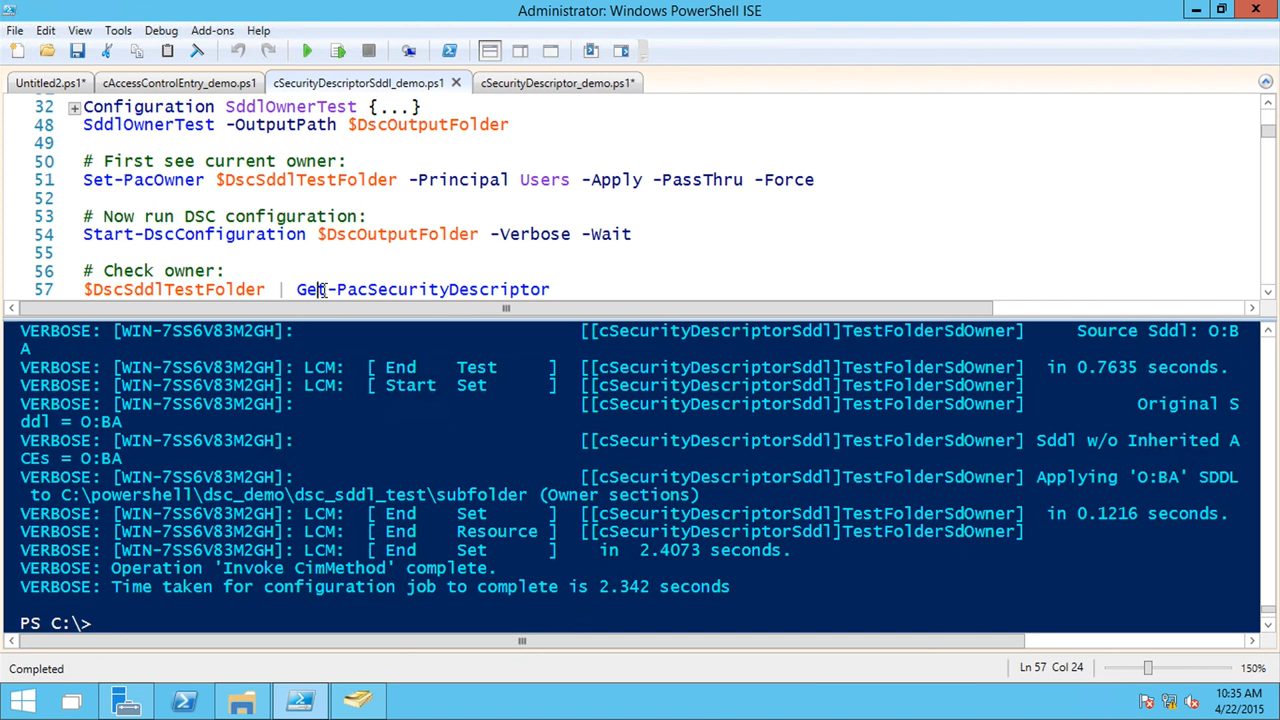 Administrator: Windows PowerShell ISE
File Edit View Tools Debug Add-ons Help
Untitled2.ps1* cAccessControlEntry_demo.ps1 cSecurityDescriptorSddl_demo.ps1 cSecurityDescriptor_demo.ps1*
32 Configuration SddlOwnerTest {...}
48 SddlOwnerTest -OutputPath $DscOutputFolder
49
50 # First see current owner:
51 Set-PacOwner $DscSddlTestFolder -Principal Users -Apply -PassThru -Force
52
53 # Now run DSC configuration:
54 Start-DscConfiguration $DscOutputFolder -Verbose -Wait
55
56 # Check owner:
57 $DscSddlTestFolder | Get-PacSecurityDescriptor
VERBOSE: [WIN-7SS6V83M2GH]: [[cSecurityDescriptorSddl]TestFolderSdOwner] Source Sddl: O:B
A
VERBOSE: [WIN-7SS6V83M2GH]: LCM: [ End Test ] [[cSecurityDescriptorSddl]TestFolderSdOwner] in 0.7635 seconds.
VERBOSE: [WIN-7SS6V83M2GH]: LCM: [ Start Set ] [[cSecurityDescriptorSddl]TestFolderSdOwner]
VERBOSE: [WIN-7SS6V83M2GH]: [[cSecurityDescriptorSddl]TestFolderSdOwner] Original S
ddl = O:BA
VERBOSE: [WIN-7SS6V83M2GH]: [[cSecurityDescriptorSddl]TestFolderSdOwner] Sddl w/o Inherited A
CEs = O:BA
VERBOSE: [WIN-7SS6V83M2GH]: [[cSecurityDescriptorSddl]TestFolderSdOwner] Applying 'O:BA' SDDL
to C:\powershell\dsc_demo\dsc_sddl_test\subfolder (Owner sections)
VERBOSE: [WIN-7SS6V83M2GH]: LCM: [ End Set ] [[cSecurityDescriptorSddl]TestFolderSdOwner] in 0.1216 seconds.
VERBOSE: [WIN-7SS6V83M2GH]: LCM: [ End Resource ] [[cSecurityDescriptorSddl]TestFolderSdOwner]
VERBOSE: [WIN-7SS6V83M2GH]: LCM: [ End Set ] in 2.4073 seconds.
VERBOSE: Operation 'Invoke CimMethod' complete.
VERBOSE: Time taken for configuration job to complete is 2.342 seconds
PS C:\>
Completed Ln 57 Col 24 150%
10:35 AM
4/22/2015